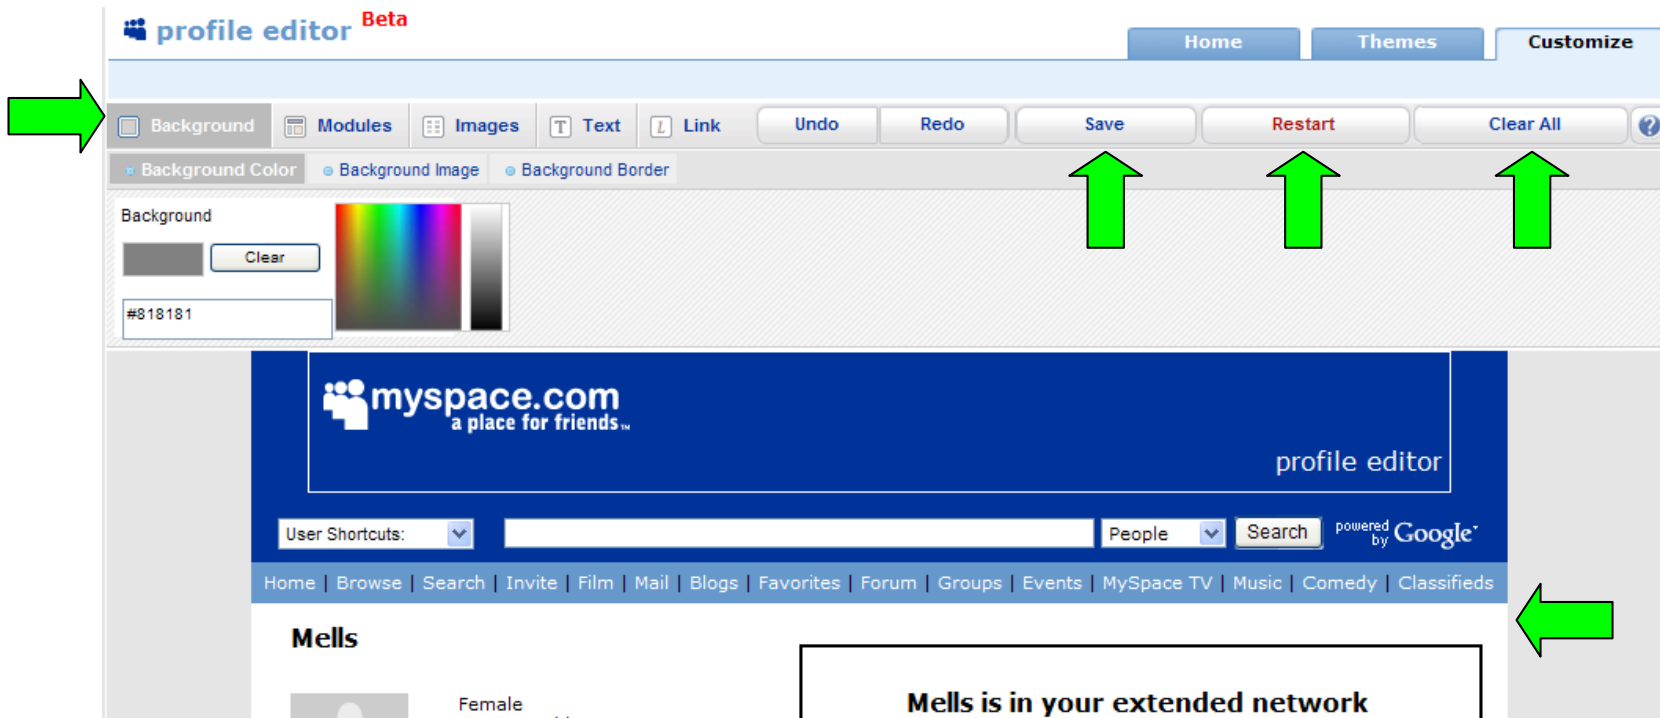 profile editor Beta
Home Themes Customize
Background Modules Images T Text L Link Undo Redo Save Restart Clear All ?
Background Color Background Image Background Border
Background
Clear
#818181
myspace.com
a place for friends™
profile editor
User Shortcuts: People Search powered by Google™
Home | Browse | Search | Invite | Film | Mail | Blogs | Favorites | Forum | Groups | Events | MySpace TV | Music | Comedy | Classifieds
Mells
Mells is in your extended network
Female